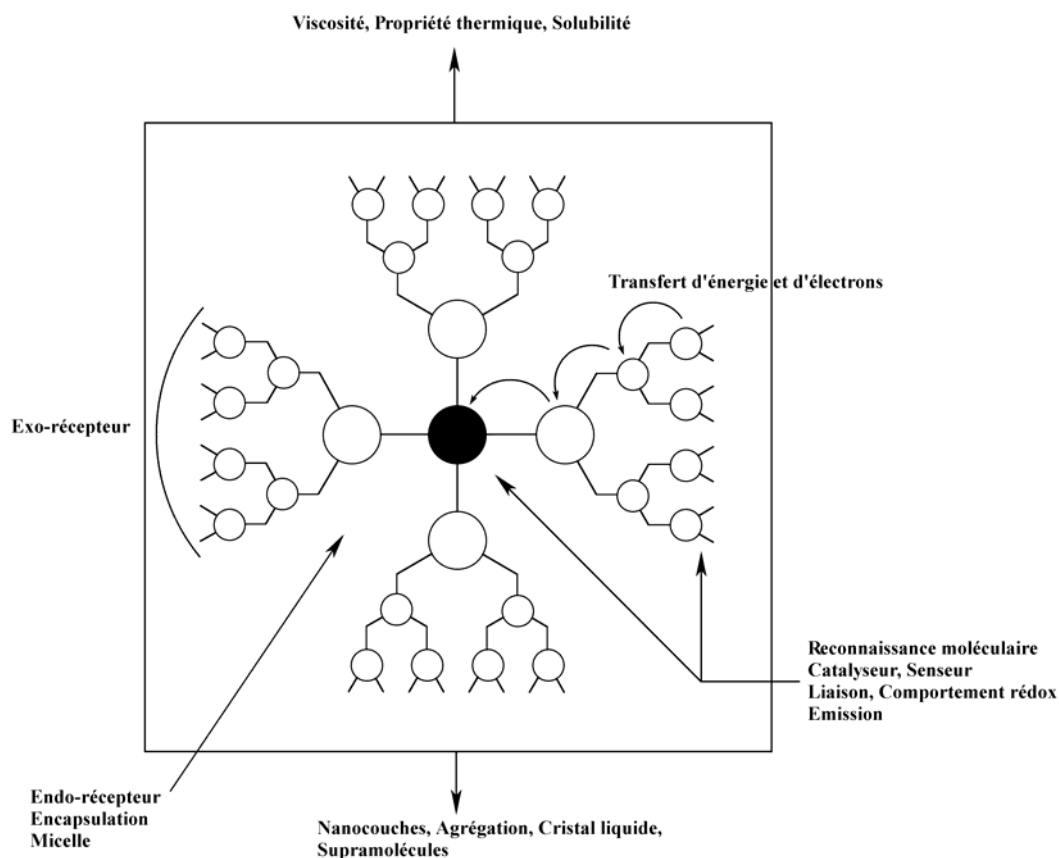 Viscosité, Propriété thermique, Solubilité
Transfert d'énergie et d'électrons
Exo-récepteur
Reconnaissance moléculaire
Catalyseur, Senseur
Liaison, Comportement rédox
Emission
Endo-récepteur
Encapsulation
Micelle
Nanocouches, Agrégation, Cristal liquide,
Supramolécules